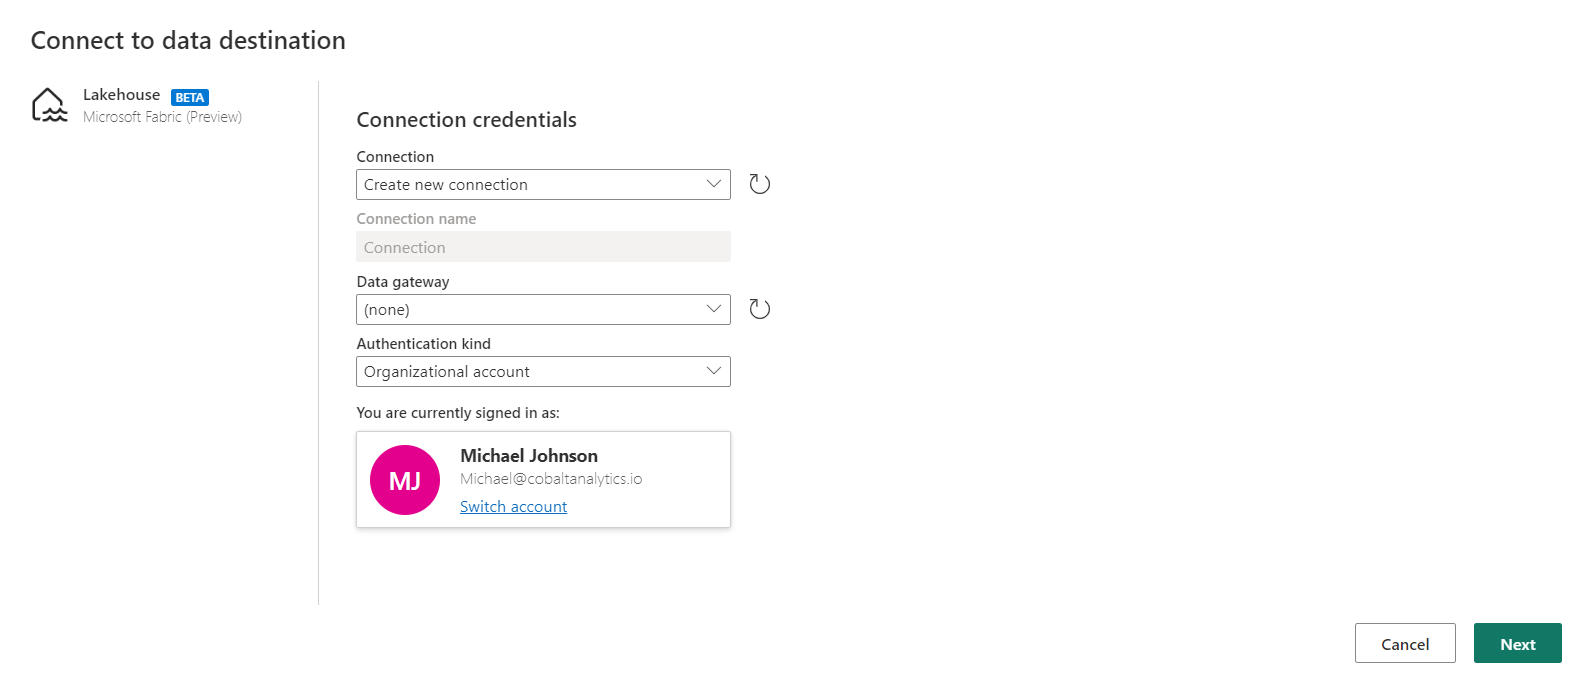 Connect to data destination
Lakehouse BETA
Microsoft Fabric (Preview)
Connection credentials
Connection
Create new connection
Connection name
Connection
Data gateway
(none)
Authentication kind
Organizational account
You are currently signed in as:
MJ
Michael Johnson
Michael@cobaltanalytics.io
Switch account
Cancel
Next